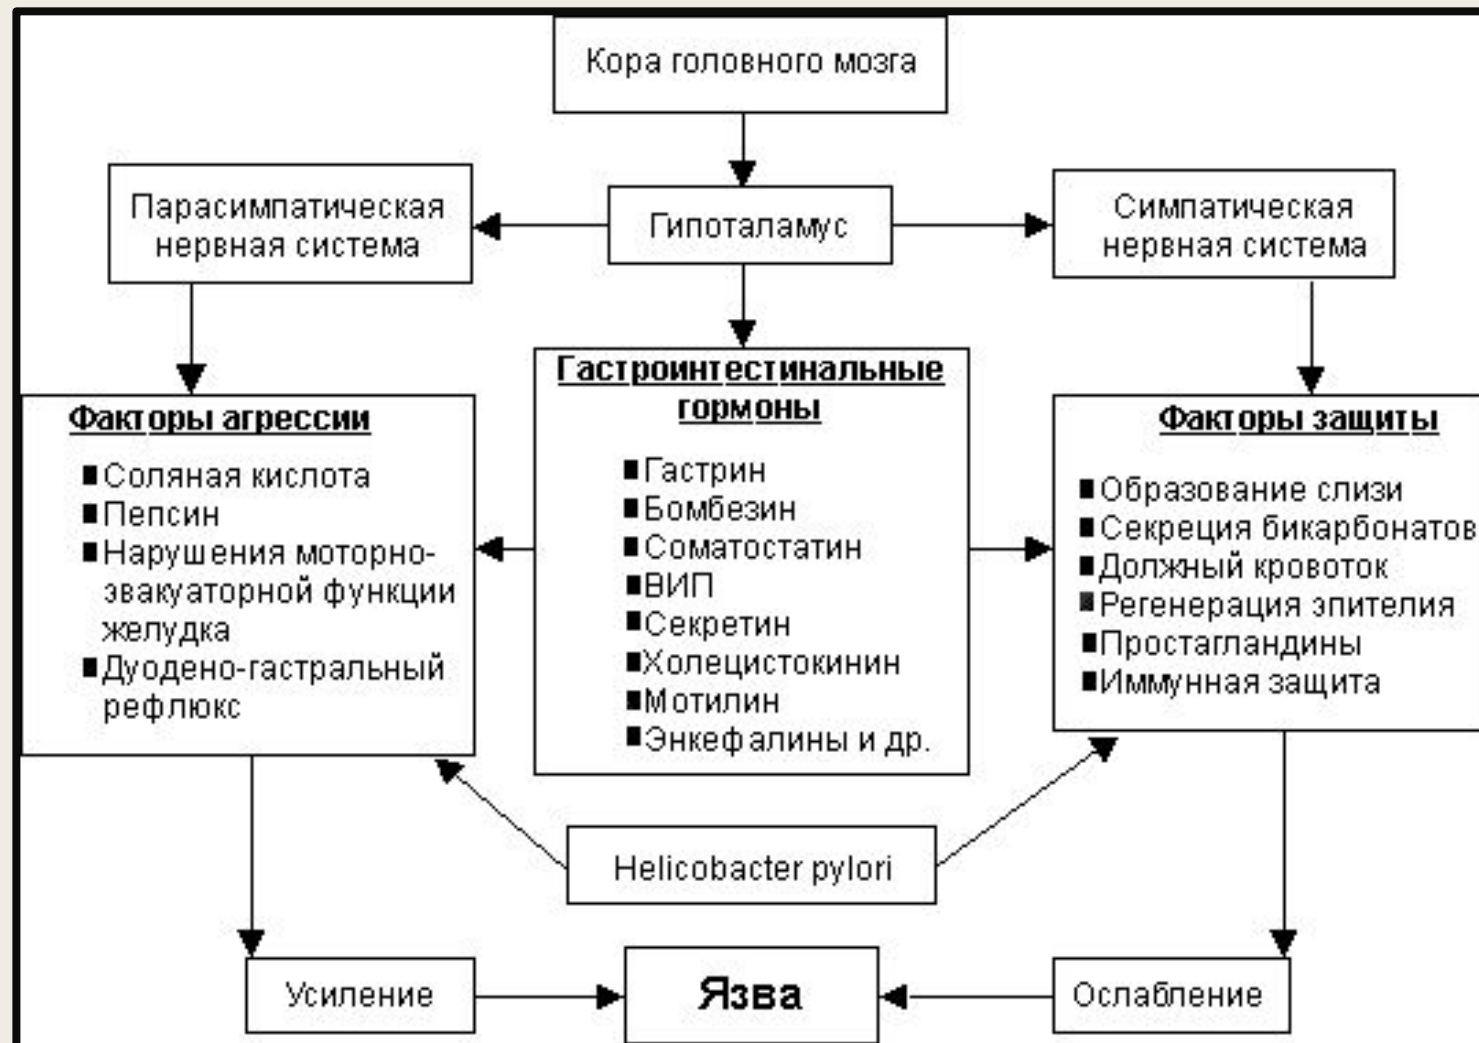 Кора головного мозга
Парасимпатическая
нервная система
Гипоталамус
Симпатическая
нервная система
Факторы агрессии
Соляная кислота
Пепсин
Нарушения моторно-
эвакуаторной функции
желудка
Дуодено-гастральный
рефлюкс
Гастроинтестинальные
гормоны
Гастрин
Бомбезин
Соматостатин
ВИП
Секретин
Холецистокинин
Мотилин
Энкефалины и др.
Факторы защиты
Образование слизи
Секреция бикарбонатов
Должный кровоток
Регенерация эпителия
Простагландины
Иммунная защита
Helicobacter pylori
Усиление
Язва
Ослабление